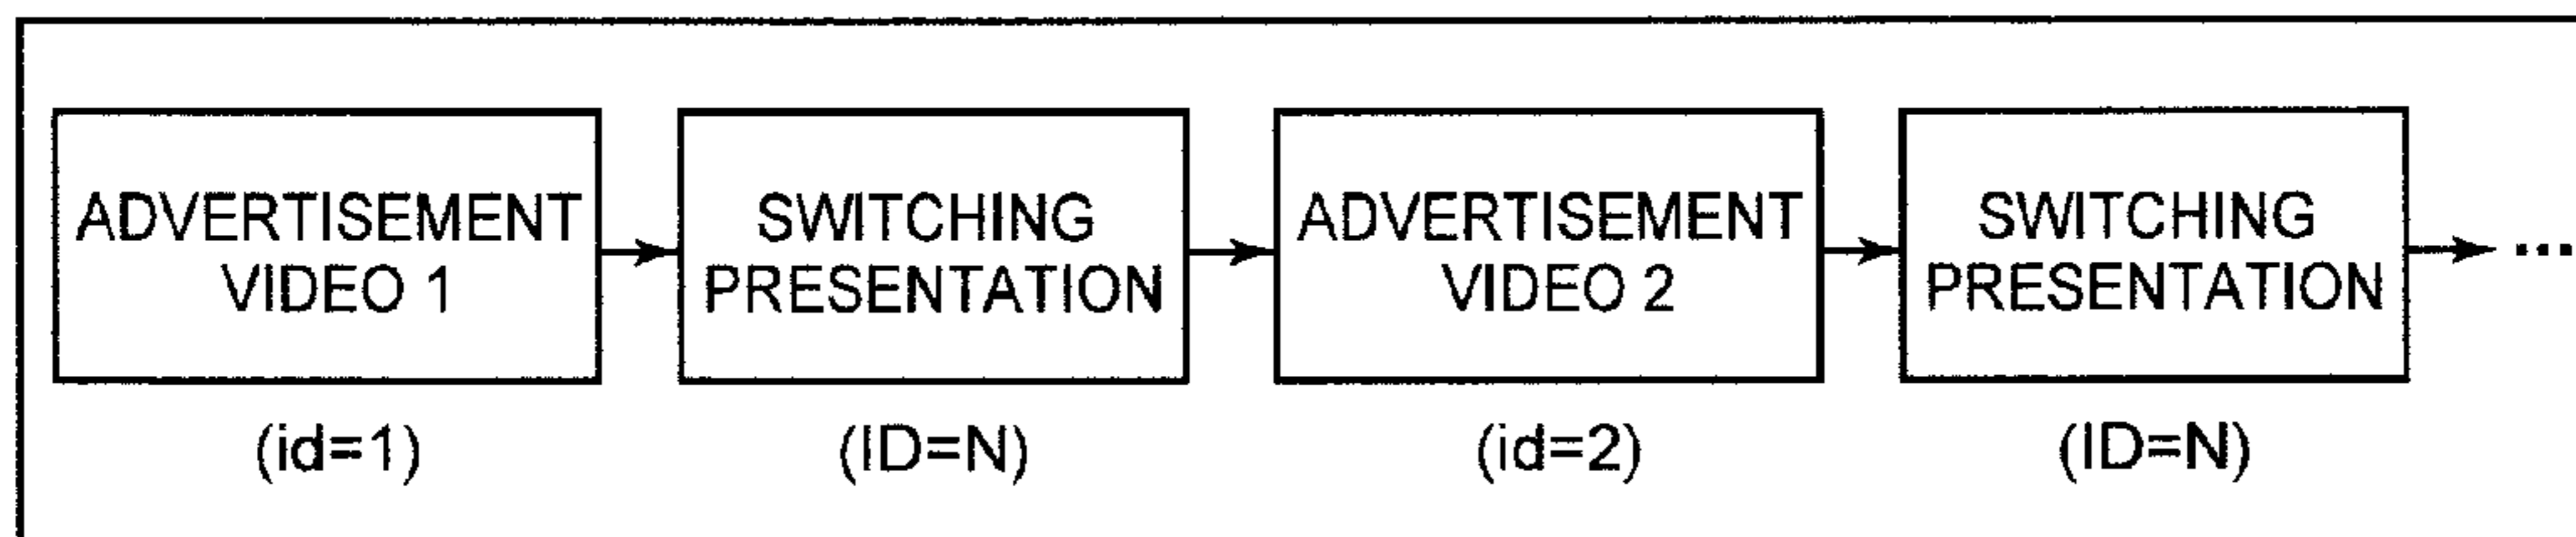 ADVERTISEMENT
VIDEO 1
SWITCHING
PRESENTATION
ADVERTISEMENT
VIDEO 2
SWITCHING
PRESENTATION
...
(id=1)
(ID=N)
(id=2)
(ID=N)